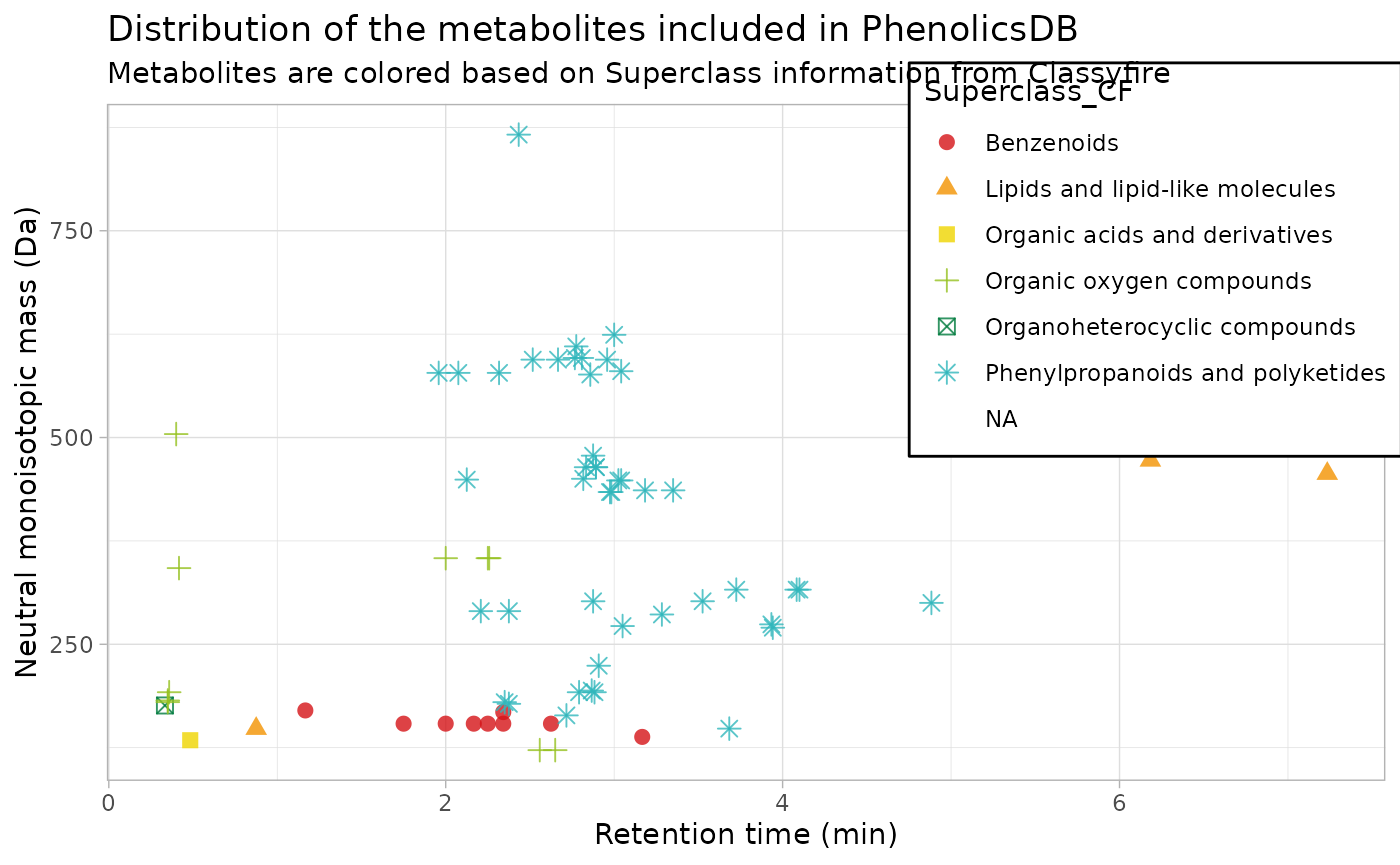 Distribution of the metabolites included in PhenolicsDB
Metabolites are colored based on Superclass information from Classyfire
Superclass_CF
Benzenoids
Lipids and lipid-like molecules
Organic acids and derivatives
Organic oxygen compounds
Organoheterocyclic compounds
Phenylpropanoids and polyketides
NA
Neutral monoisotopic mass (Da)
750
500
250
0 2 4 6
Retention time (min)